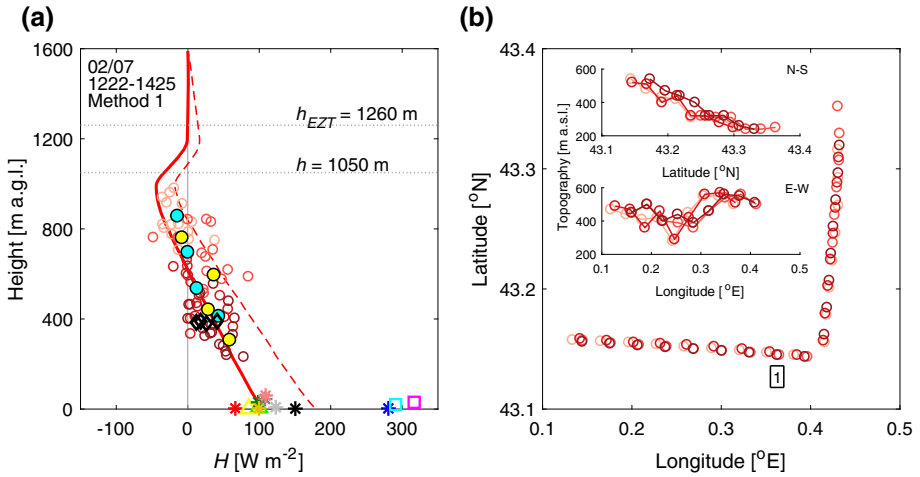 (a)
1600
1200
800
400
0
Height [m a.g.l.]
02/07
1222-1425
Method 1
h_EZT = 1260 m
h = 1050 m
-100
0
100
200
300
H [W m⁻²]
(b)
43.4
43.3
43.2
43.1
Latitude [°N]
0.1
0.2
0.3
0.4
0.5
Longitude [°E]
1
Topography [m a.s.l.]
N-S
600
400
200
43.1
43.2
43.3
43.4
Latitude [°N]
E-W
600
400
200
0.1
0.2
0.3
0.4
0.5
Longitude [°E]